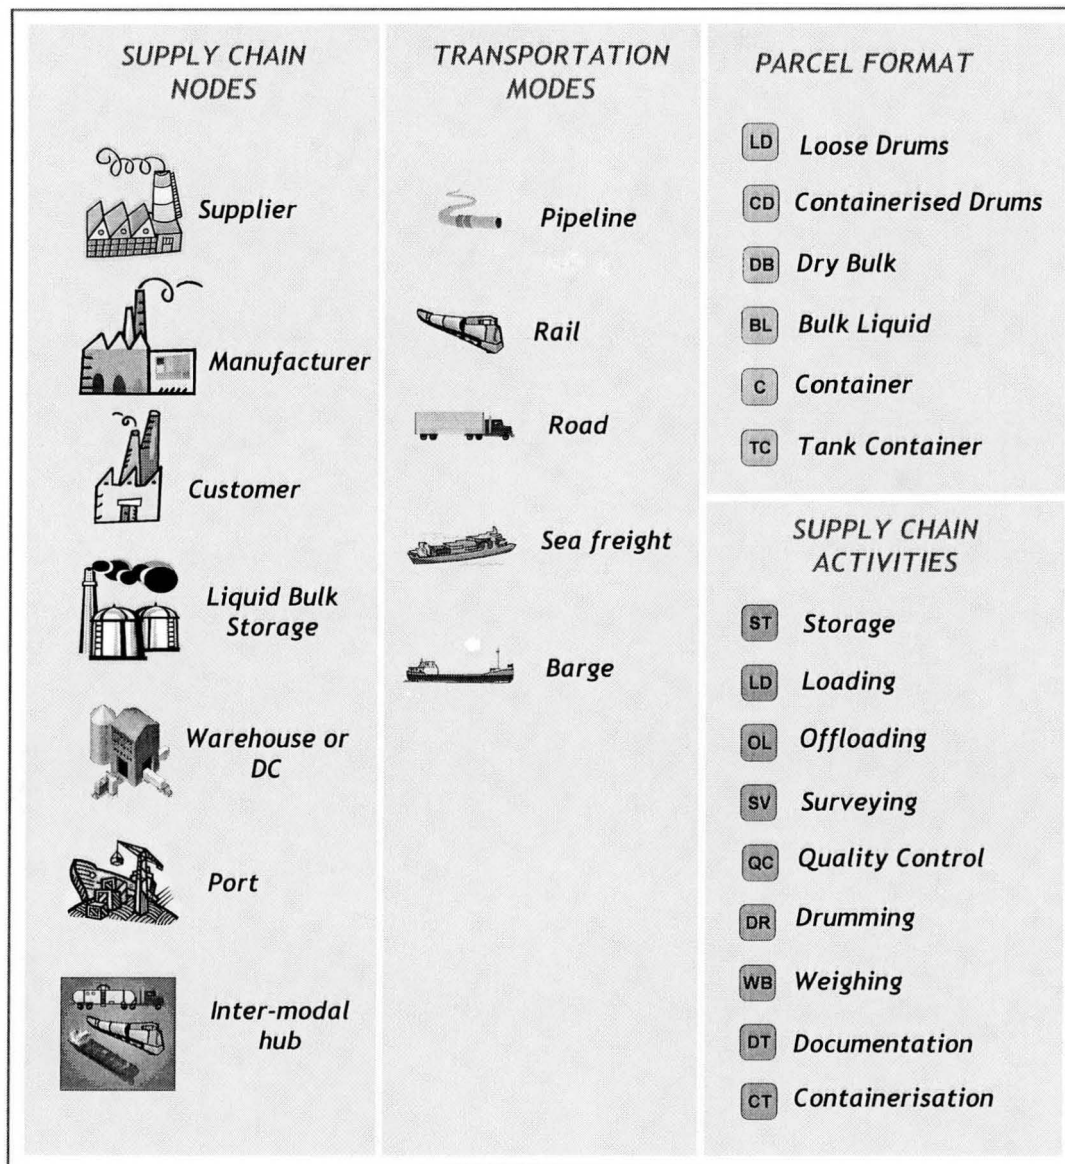 SUPPLY CHAIN
NODES
Supplier
Manufacturer
Customer
Liquid Bulk
Storage
Warehouse or
DC
Port
Inter-modal
hub
TRANSPORTATION
MODES
Pipeline
Rail
Road
Sea freight
Barge
PARCEL FORMAT
LD Loose Drums
CD Containerised Drums
DB Dry Bulk
BL Bulk Liquid
C Container
TC Tank Container
SUPPLY CHAIN
ACTIVITIES
ST Storage
LD Loading
OL Offloading
SV Surveying
QC Quality Control
DR Drumming
WB Weighing
DT Documentation
CT Containerisation